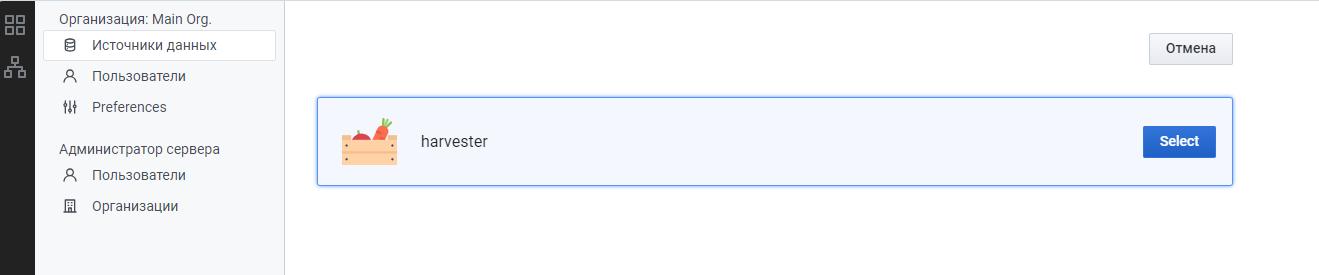 Организация: Main Org.
Источники данных
Пользователи
Preferences
Администратор сервера
Пользователи
Организации
Отмена
harvester
Select